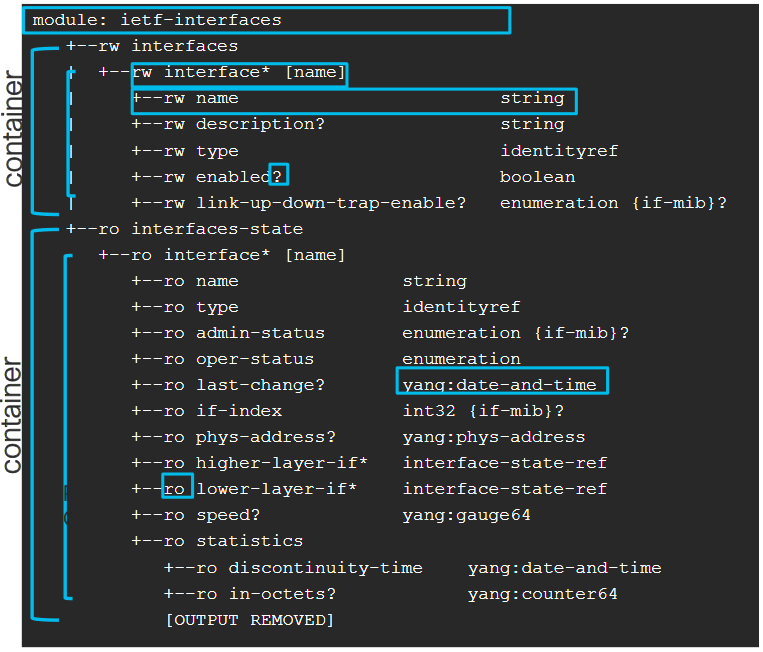 module: ietf-interfaces
+--rw interfaces
| +--rw interface* [name]
| +--rw name string
| +--rw description? string
| +--rw type identityref
| +--rw enabled? boolean
| +--rw link-up-down-trap-enable? enumeration {if-mib}?
+--ro interfaces-state
+--ro interface* [name]
+--ro name string
+--ro type identityref
+--ro admin-status enumeration {if-mib}?
+--ro oper-status enumeration
+--ro last-change? yang:date-and-time
+--ro if-index int32 {if-mib}?
+--ro phys-address? yang:phys-address
+--ro higher-layer-if* interface-state-ref
+--ro lower-layer-if* interface-state-ref
+--ro speed? yang:gauge64
+--ro statistics
+--ro discontinuity-time yang:date-and-time
+--ro in-octets? yang:counter64
[OUTPUT REMOVED]
container
container